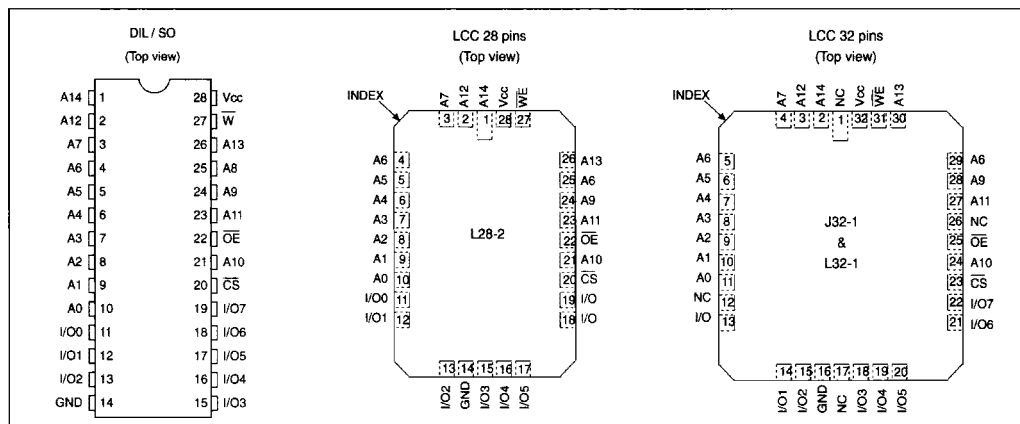 DIL / SO
(Top view)
A14 1 28 Vcc
A12 2 27 W̅
A7 3 26 A13
A6 4 25 A8
A5 5 24 A9
A4 6 23 A11
A3 7 22 O̅E̅
A2 8 21 A10
A1 9 20 C̅S̅
A0 10 19 I/O7
I/O0 11 18 I/O6
I/O1 12 17 I/O5
I/O2 13 16 I/O4
GND 14 15 I/O3
LCC 28 pins
(Top view)
INDEX
A7 A12 A14 Vcc W̅E̅
3 2 1 28 27
A6 4 26 A13
A5 5 25 A6
A4 6 24 A9
A3 7 23 A11
A2 8 22 O̅E̅
A1 9 21 A10
A0 10 20 C̅S̅
I/O0 11 19 I/O
I/O1 12 18 I/O
L28-2
13 14 15 16 17
I/O2 GND I/O3 I/O4 I/O5
LCC 32 pins
(Top view)
INDEX
A7 A12 A14 NC Vcc W̅E̅ A13
4 3 2 1 32 31 30
A6 5 29 A6
A5 6 28 A9
A4 7 27 A11
A3 8 26 NC
A2 9 25 O̅E̅
A1 10 24 A10
A0 11 23 C̅S̅
NC 12 22 I/O7
I/O 13 21 I/O6
J32-1
&
L32-1
14 15 16 17 18 19 20
I/O1 I/O2 GND NC I/O3 I/O4 I/O5